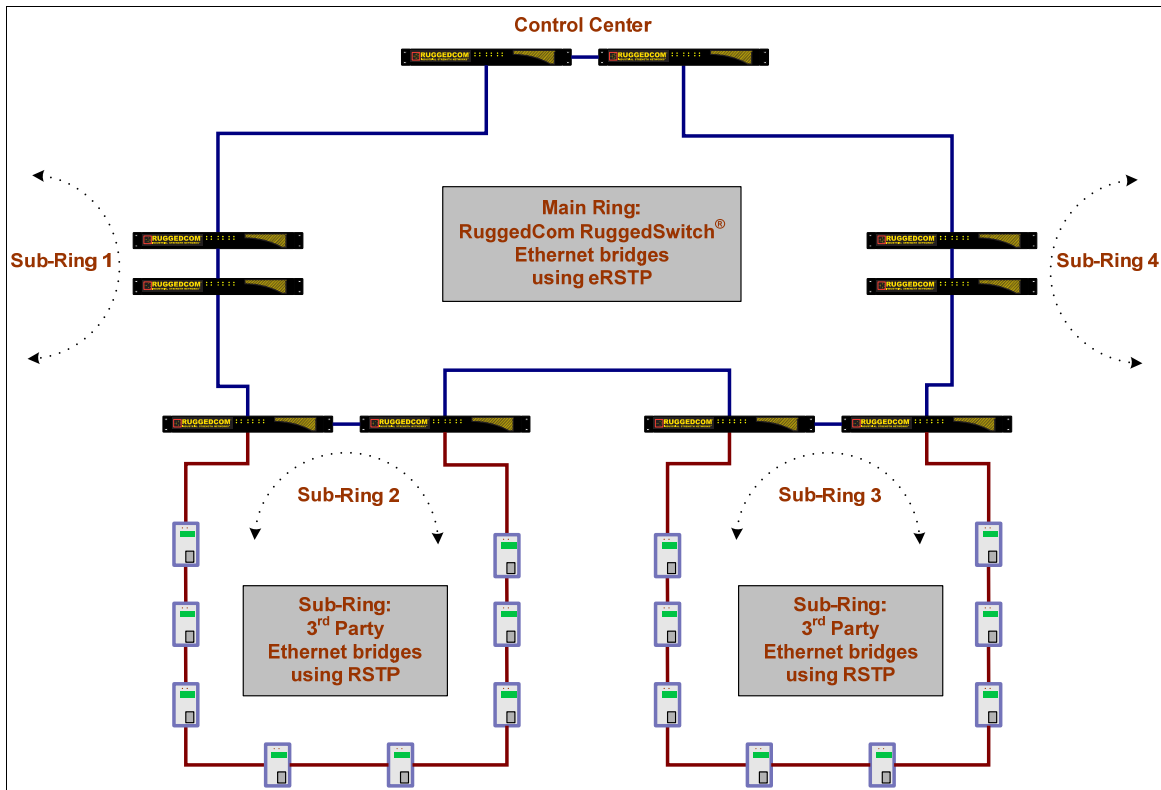 Control Center
RUGGEDCOM
RUGGEDCOM
Main Ring:
RuggedCom RuggedSwitch®
Ethernet bridges
using eRSTP
RUGGEDCOM
RUGGEDCOM
Sub-Ring 1
RUGGEDCOM
RUGGEDCOM
Sub-Ring 4
RUGGEDCOM
RUGGEDCOM
RUGGEDCOM
RUGGEDCOM
Sub-Ring 2
Sub-Ring 3
Sub-Ring:
3rd Party
Ethernet bridges
using RSTP
Sub-Ring:
3rd Party
Ethernet bridges
using RSTP